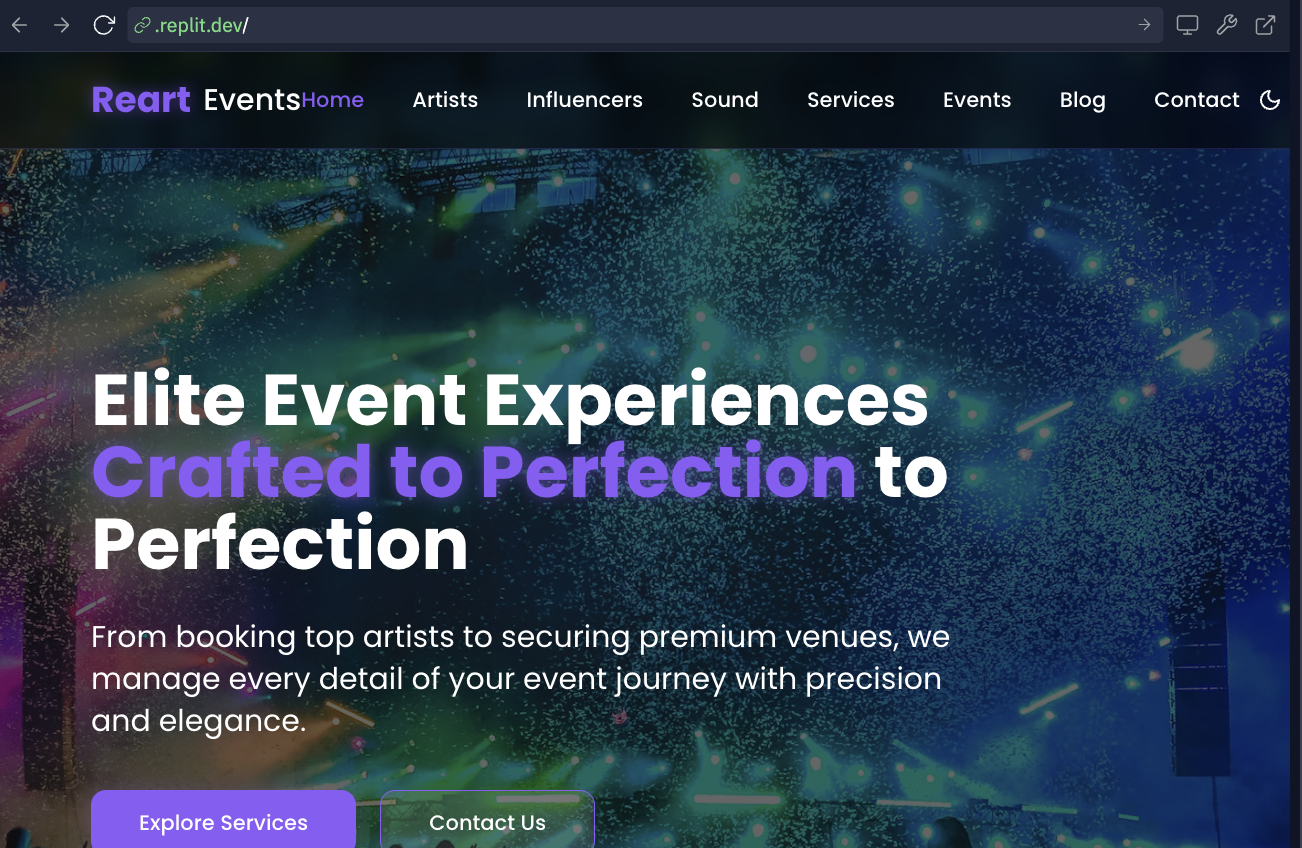 .replit.dev/
Reart EventsHome Artists Influencers Sound Services Events Blog Contact
Elite Event Experiences
Crafted to Perfection to
Perfection
From booking top artists to securing premium venues, we
manage every detail of your event journey with precision
and elegance.
Explore Services Contact Us